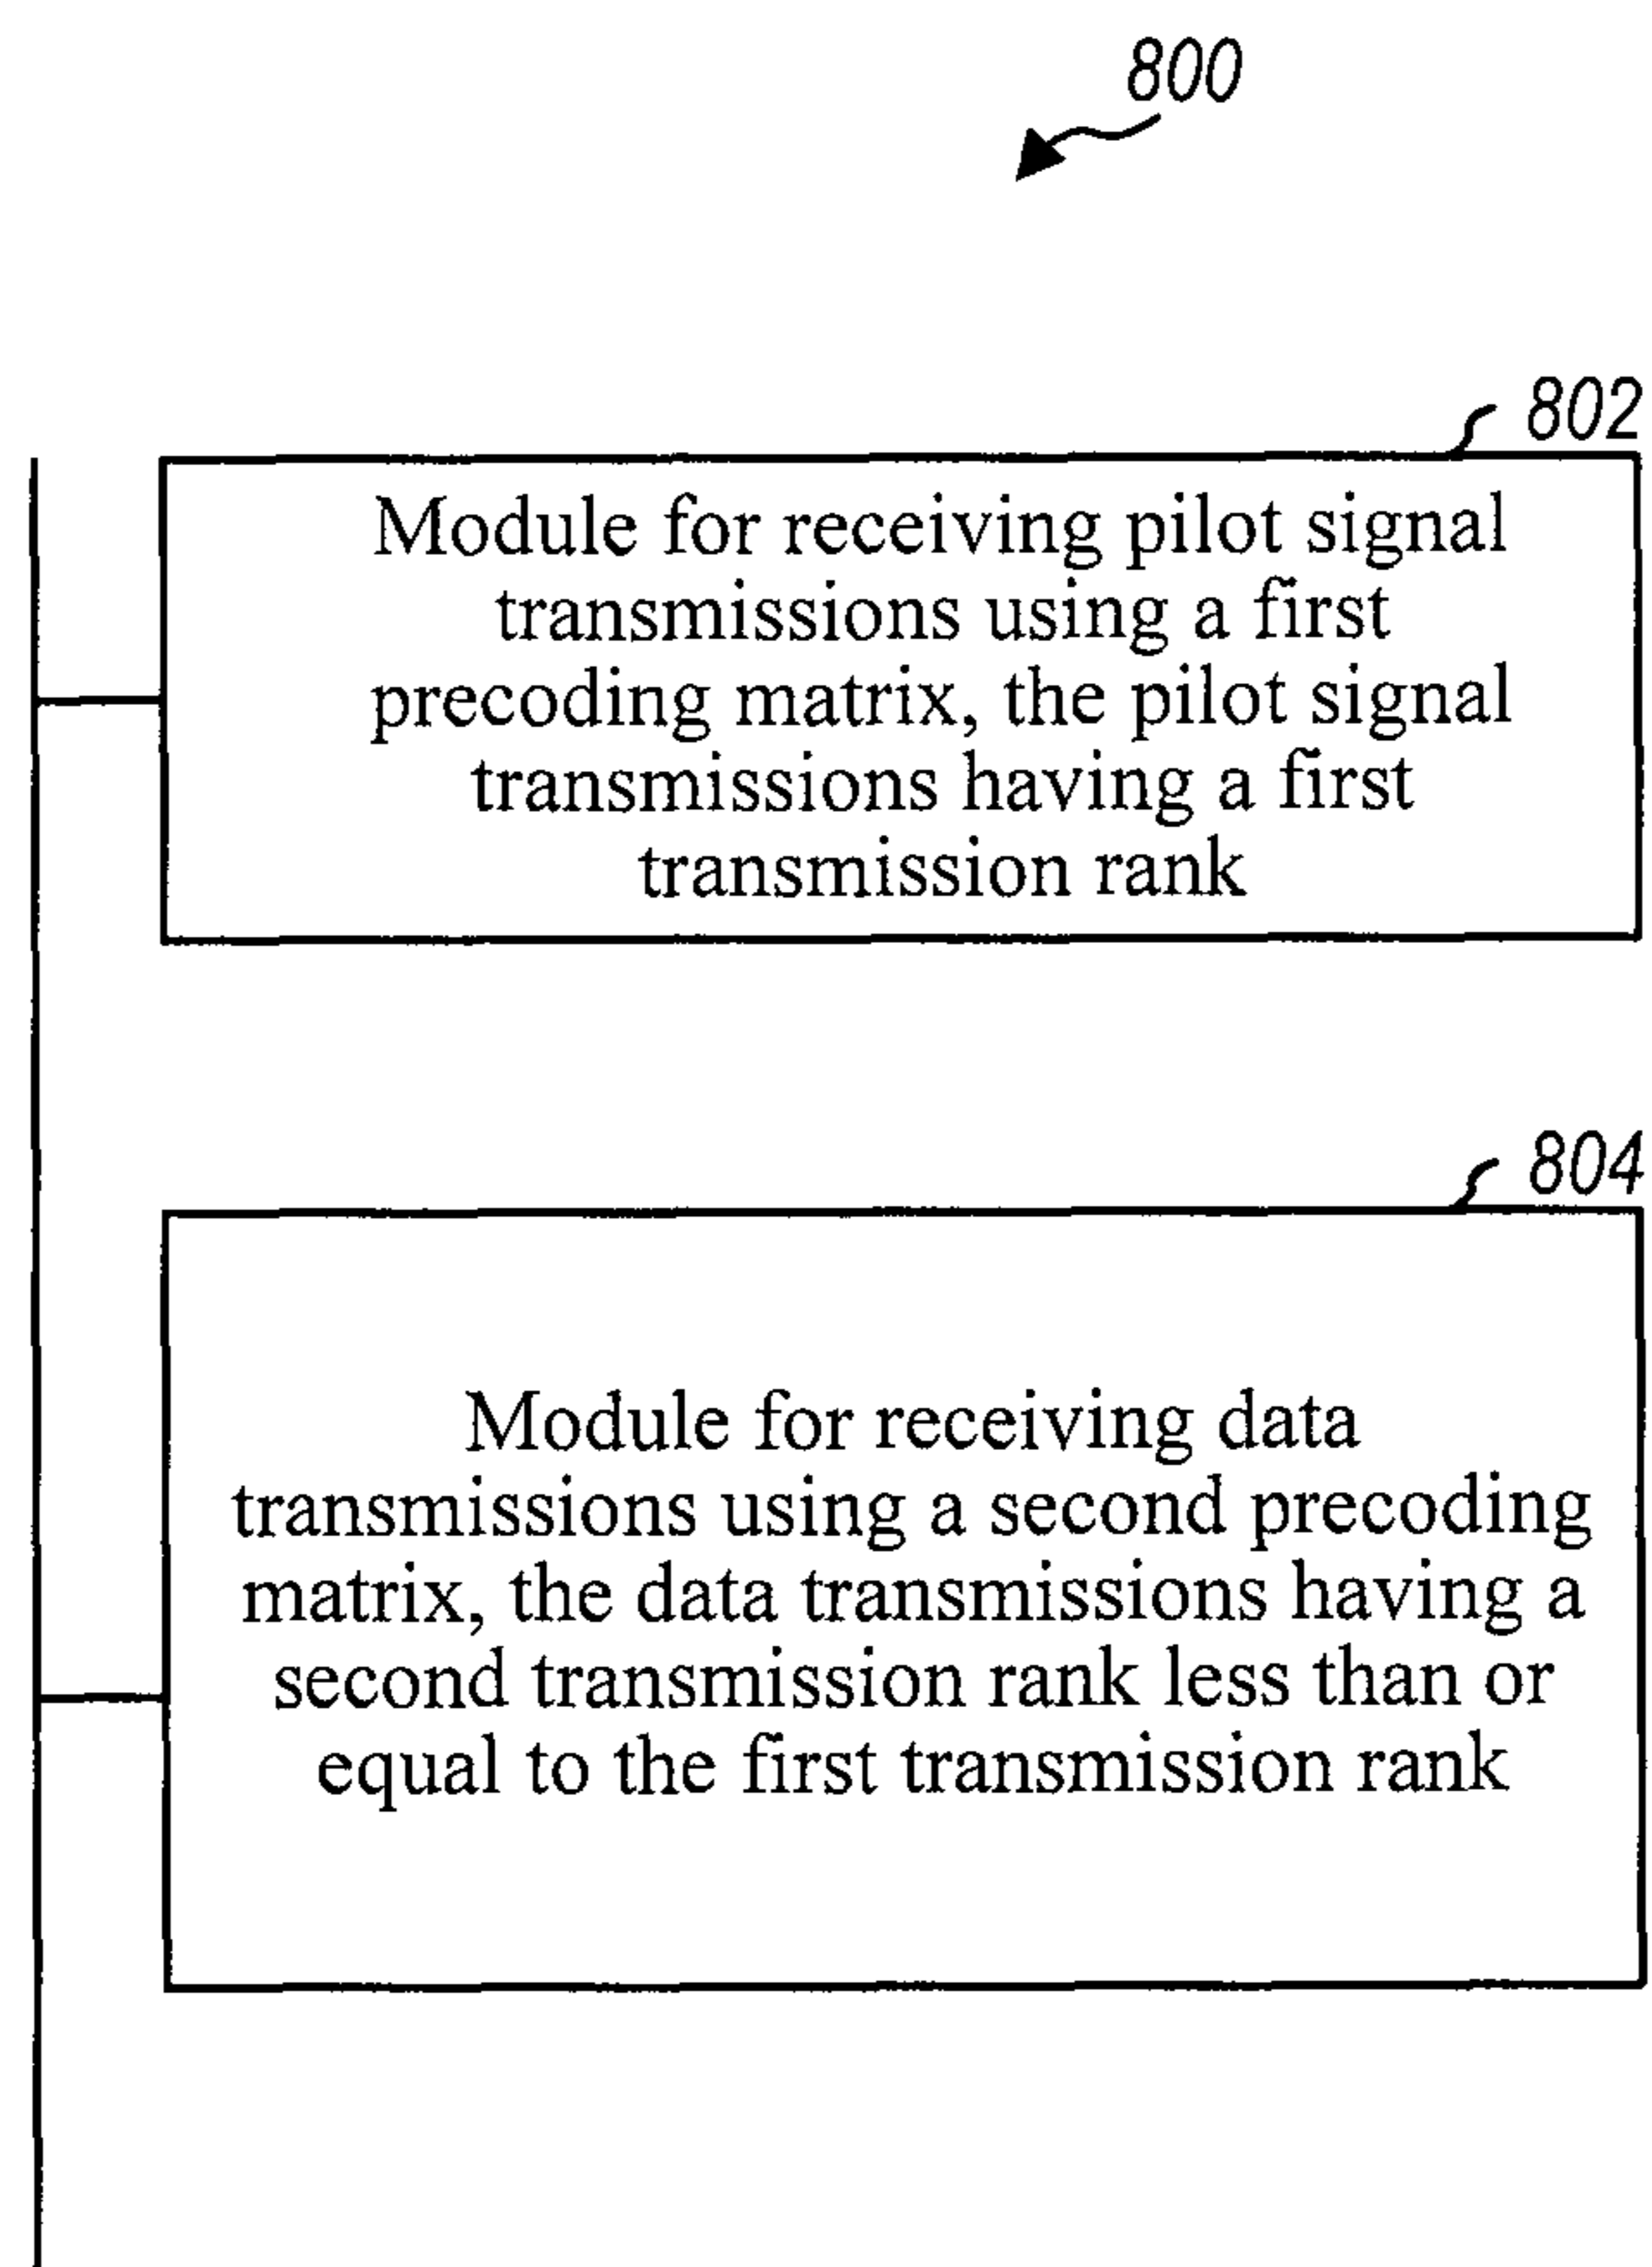 800
802
Module for receiving pilot signal
transmissions using a first
precoding matrix, the pilot signal
transmissions having a first
transmission rank
804
Module for receiving data
transmissions using a second precoding
matrix, the data transmissions having a
second transmission rank less than or
equal to the first transmission rank